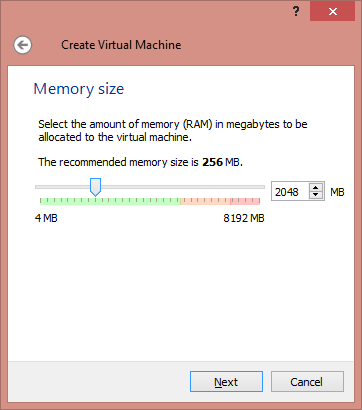 ?
Create Virtual Machine
Memory size
Select the amount of memory (RAM) in megabytes to be
allocated to the virtual machine.
The recommended memory size is 256 MB.
2048 MB
4 MB 8192 MB
Next Cancel